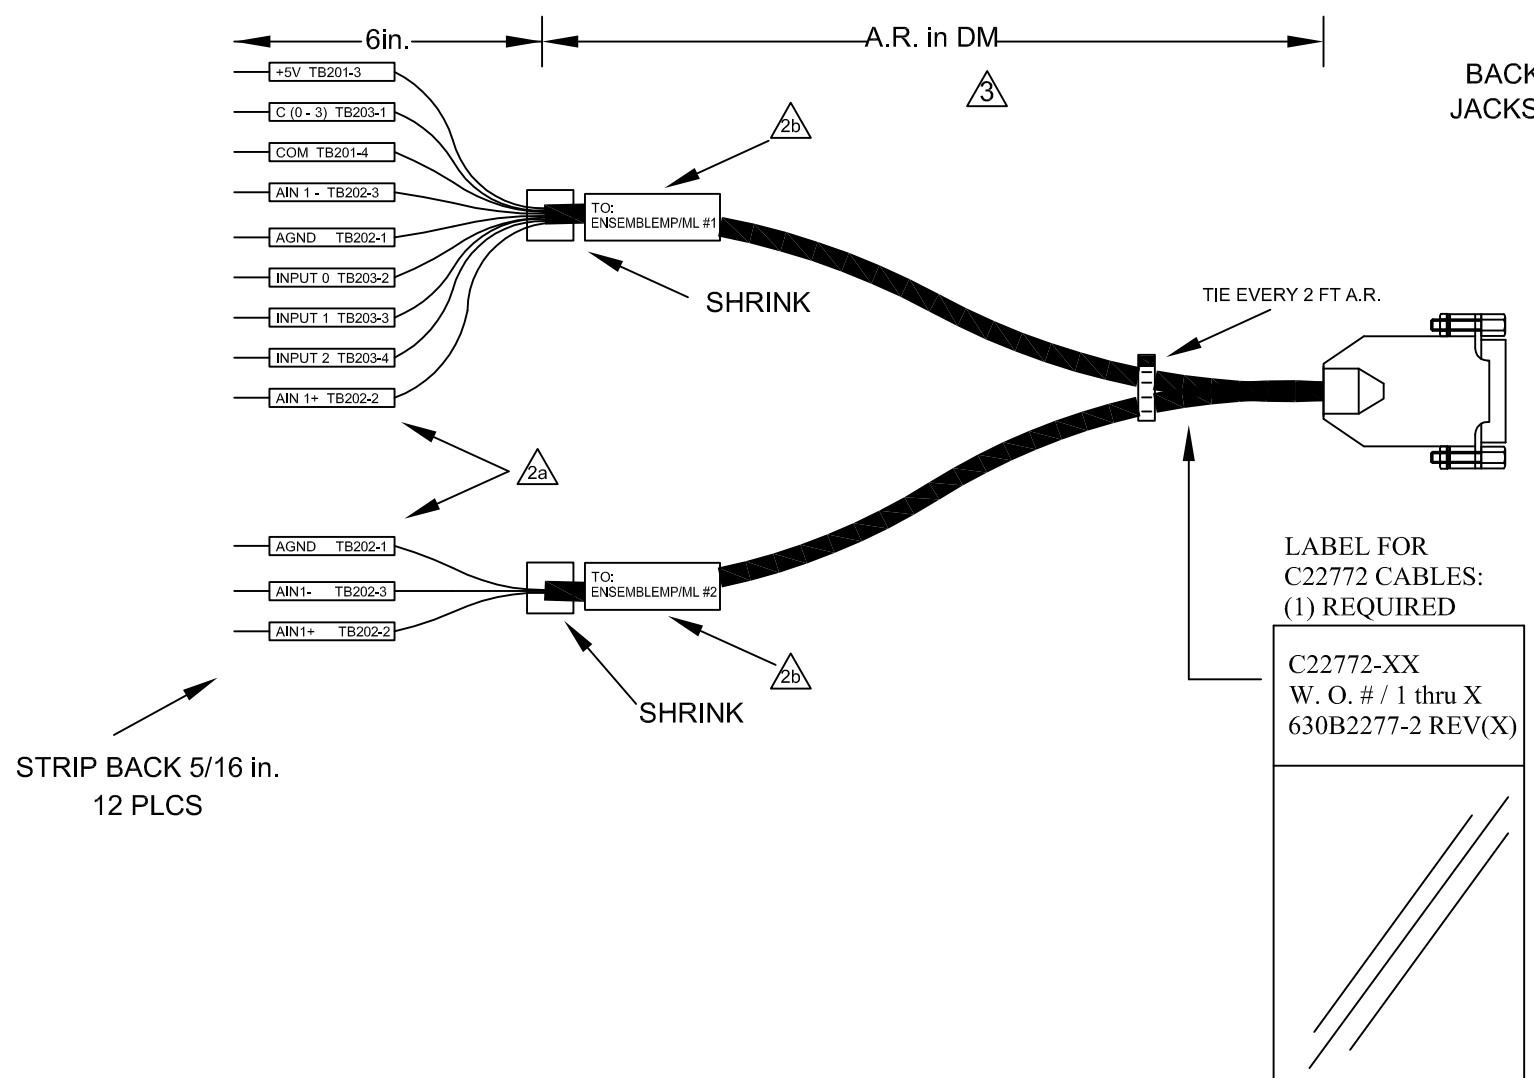 6in.
A.R. in DM
3
BACK
JACKS
+5V TB201-3
C (0 - 3) TB203-1
COM TB201-4
AIN 1 - TB202-3
AGND TB202-1
INPUT 0 TB203-2
INPUT 1 TB203-3
INPUT 2 TB203-4
AIN 1+ TB202-2
2b
TO:
ENSEMBLEMP/ML #1
SHRINK
TIE EVERY 2 FT A.R.
2a
AGND TB202-1
AIN1- TB202-3
AIN1+ TB202-2
TO:
ENSEMBLEMP/ML #2
2b
SHRINK
STRIP BACK 5/16 in.
12 PLCS
LABEL FOR
C22772 CABLES:
(1) REQUIRED
C22772-XX
W. O. # / 1 thru X
630B2277-2 REV(X)